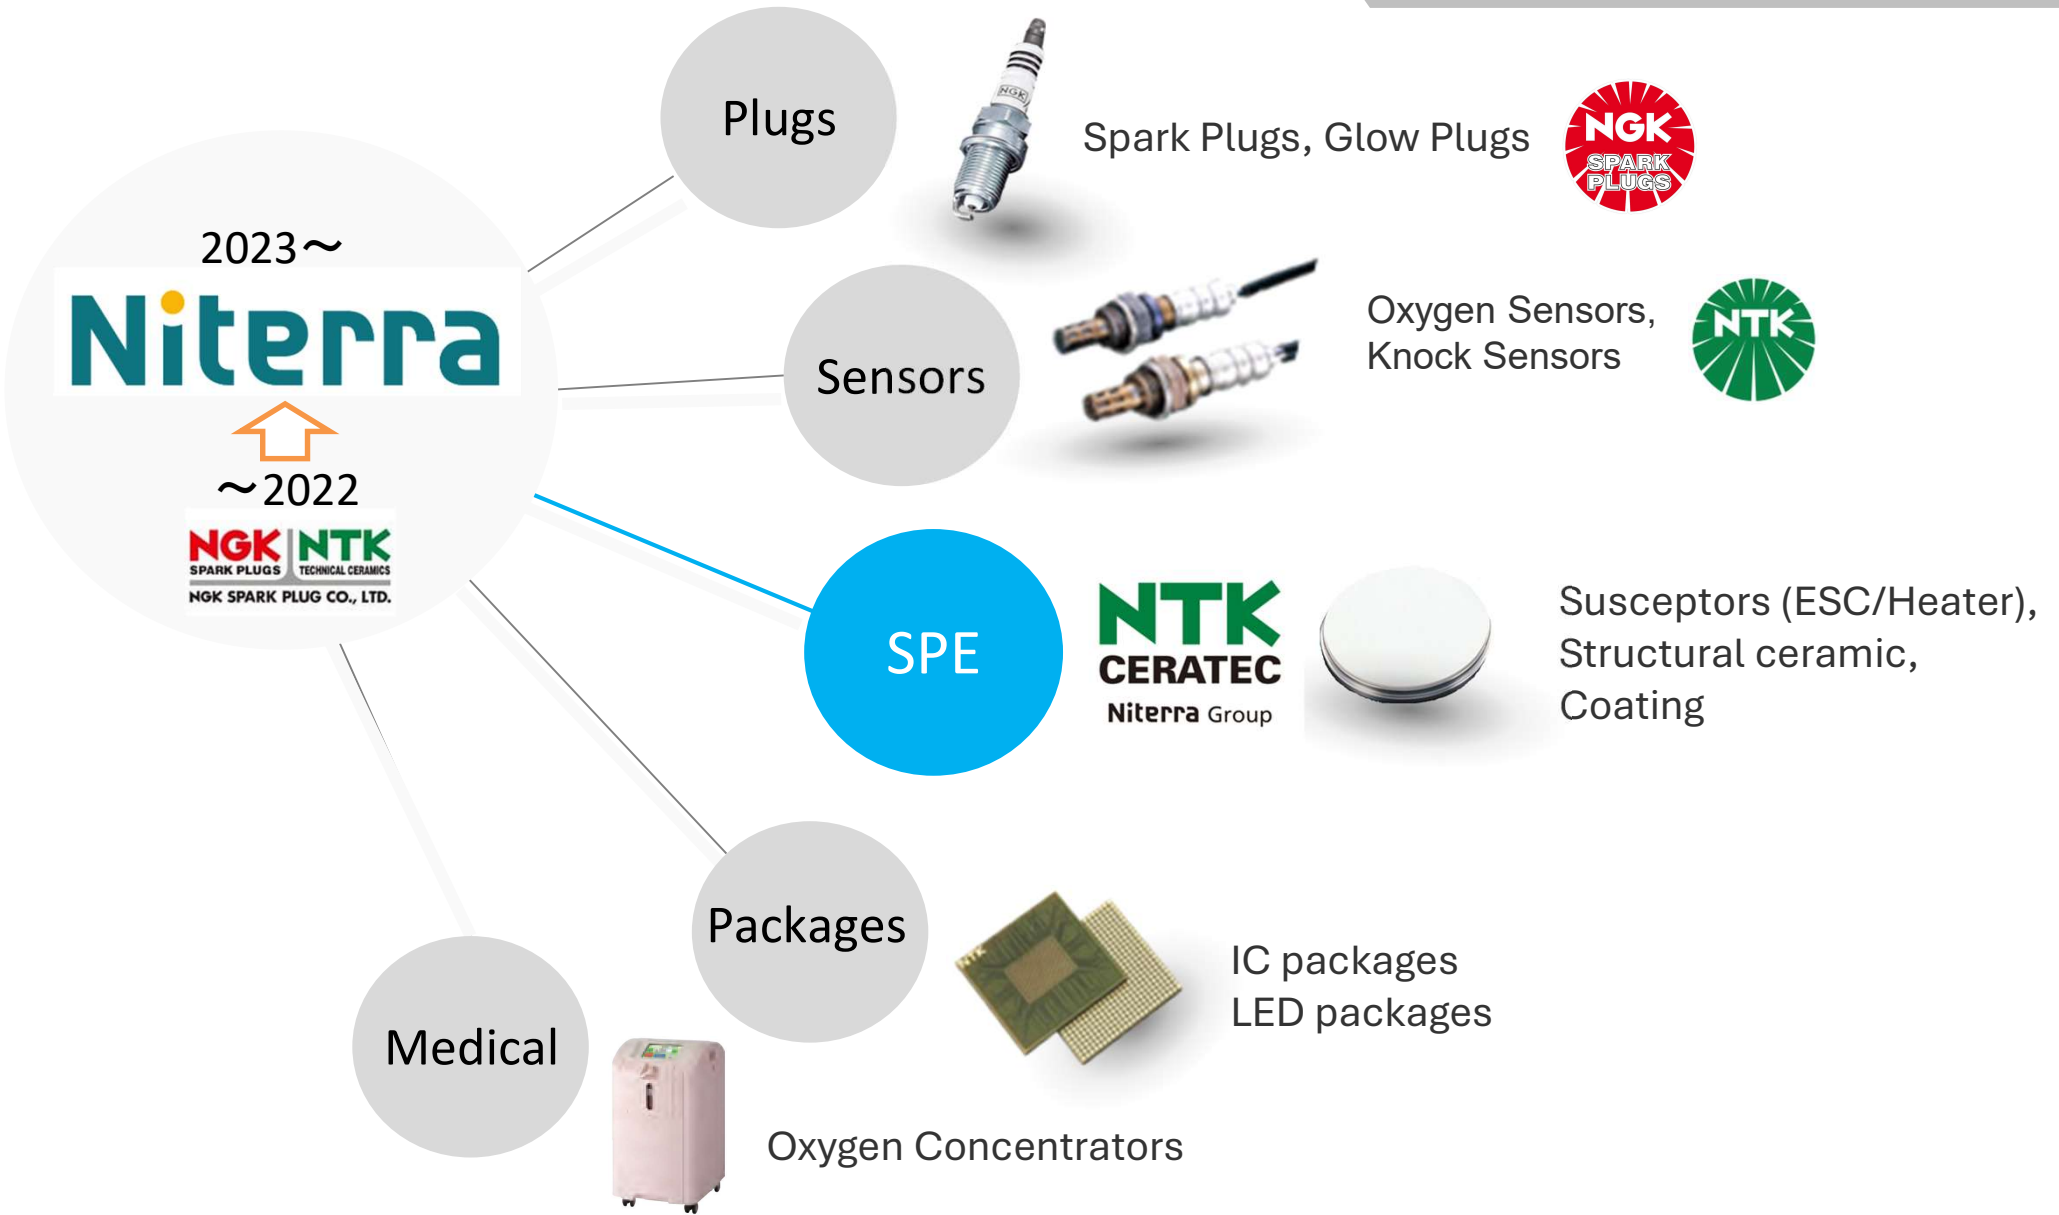 2023～
Niterra
～2022
NGK
SPARK PLUGS
NTK
TECHNICAL CERAMICS
NGK SPARK PLUG CO., LTD.
Plugs
NGK
Spark Plugs, Glow Plugs
NGK
SPARK
PLUGS
Sensors
Oxygen Sensors,
Knock Sensors
NTK
SPE
NTK
CERATEC
Niterra Group
Susceptors (ESC/Heater),
Structural ceramic,
Coating
Packages
NTK
IC packages
LED packages
Medical
Oxygen Concentrators